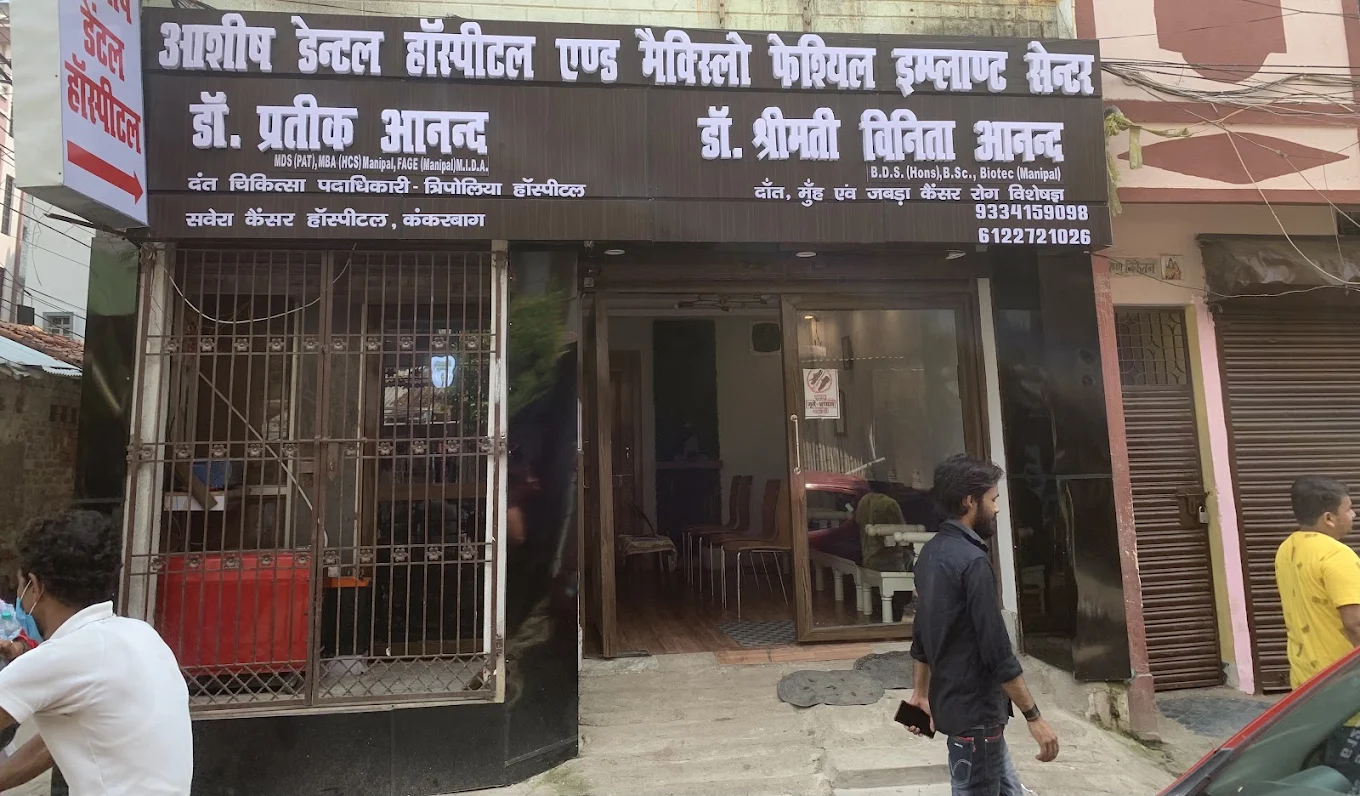 डेंटल
हॉस्पीटल
आशीष डेन्टल हॉस्पीटल एण्ड मैक्सिलो फेश्यिल इम्प्लाण्ट सेन्टर
डॉ. प्रतीक आनन्द
MDS (PAT), MBA (HCS) Manipal, FAGE (Manipal) M.I.D.A.
दंत चिकित्सा पदाधिकारी - त्रिपोलिया हॉस्पीटल
सवेरा कैंसर हॉस्पीटल, कंकरबाग
डॉ. श्रीमती विनिता आनन्द
B.D.S. (Hons), B.Sc., Biotec (Manipal)
दाँत, मुँह एवं जबड़ा कैंसर रोग विशेषज्ञ
9334159098
6122721026
निकेतन